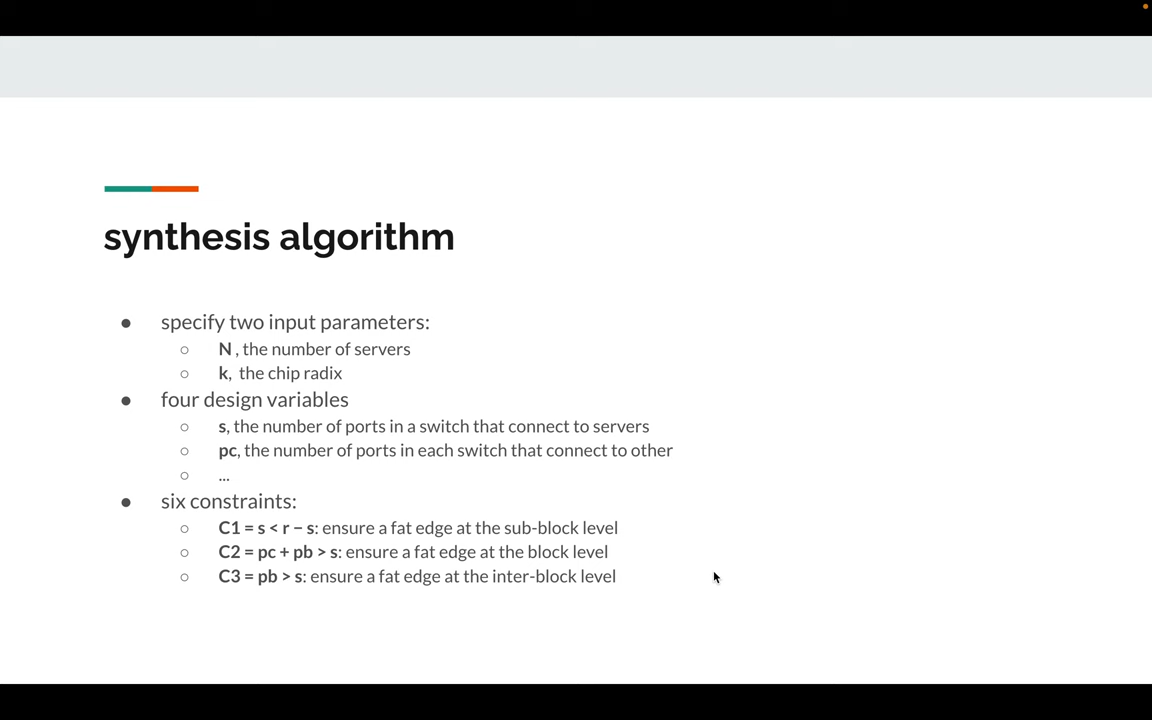 synthesis algorithm
● specify two input parameters:
○ N , the number of servers
○ k, the chip radix
● four design variables
○ s, the number of ports in a switch that connect to servers
○ pc, the number of ports in each switch that connect to other
○ ...
● six constraints:
○ C1 = s < r − s: ensure a fat edge at the sub-block level
○ C2 = pc + pb > s: ensure a fat edge at the block level
○ C3 = pb > s: ensure a fat edge at the inter-block level